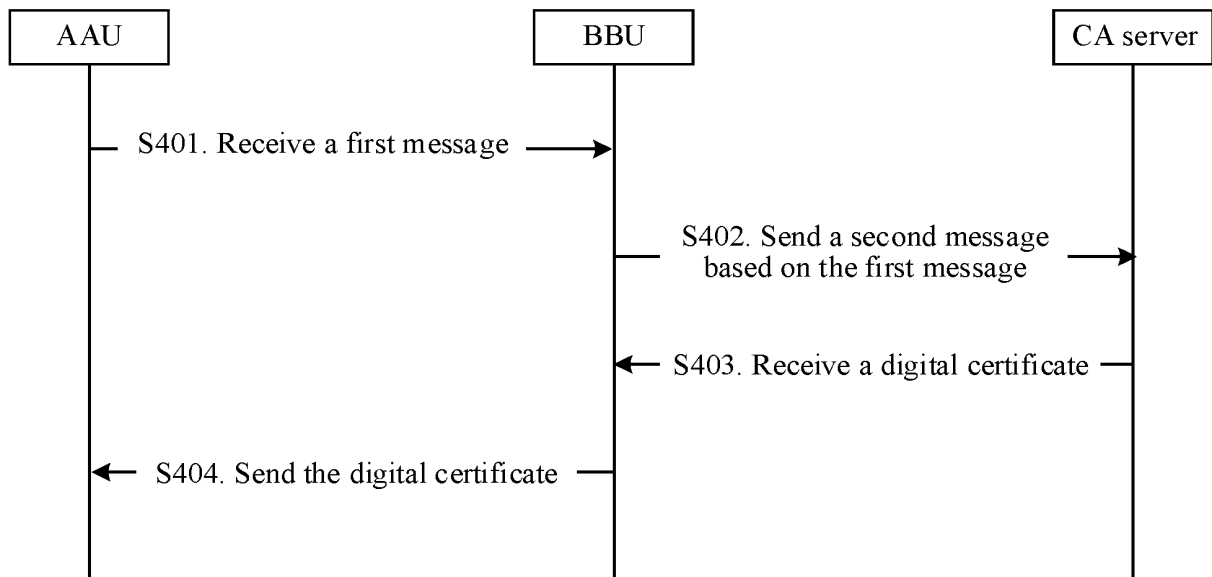 AAU
BBU
CA server
S401. Receive a first message
S402. Send a second message
based on the first message
S403. Receive a digital certificate
S404. Send the digital certificate